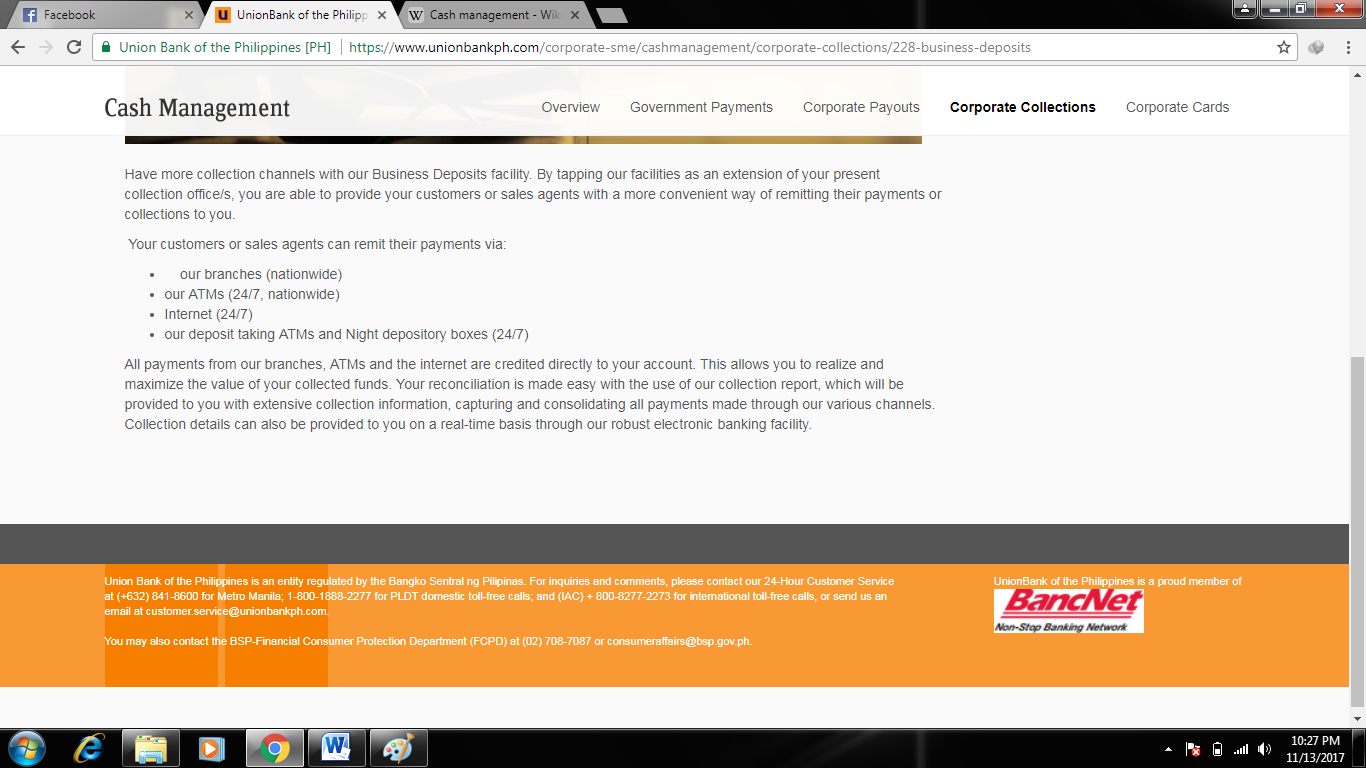 Facebook
UnionBank of the Philipp
Cash management - Wik
Union Bank of the Philippines [PH]
https://www.unionbankph.com/corporate-sme/cashmanagement/corporate-collections/228-business-deposits
Cash Management
Overview
Government Payments
Corporate Payouts
Corporate Collections
Corporate Cards
Have more collection channels with our Business Deposits facility. By tapping our facilities as an extension of your present
collection office/s, you are able to provide your customers or sales agents with a more convenient way of remitting their payments or
collections to you.
Your customers or sales agents can remit their payments via:
• our branches (nationwide)
• our ATMs (24/7, nationwide)
• Internet (24/7)
• our deposit taking ATMs and Night depository boxes (24/7)
All payments from our branches, ATMs and the internet are credited directly to your account. This allows you to realize and
maximize the value of your collected funds. Your reconciliation is made easy with the use of our collection report, which will be
provided to you with extensive collection information, capturing and consolidating all payments made through our various channels.
Collection details can also be provided to you on a real-time basis through our robust electronic banking facility.
Union Bank of the Philippines is an entity regulated by the Bangko Sentral ng Pilipinas. For inquiries and comments, please contact our 24-Hour Customer Service
at (+632) 841-8600 for Metro Manila; 1-800-1888-2277 for PLDT domestic toll-free calls; and (IAC) + 800-8277-2273 for international toll-free calls, or send us an
email at customer.service@unionbankph.com.
You may also contact the BSP-Financial Consumer Protection Department (FCPD) at (02) 708-7087 or consumeraffairs@bsp.gov.ph.
UnionBank of the Philippines is a proud member of
BancNet
Non-Stop Banking Network
10:27 PM
11/13/2017